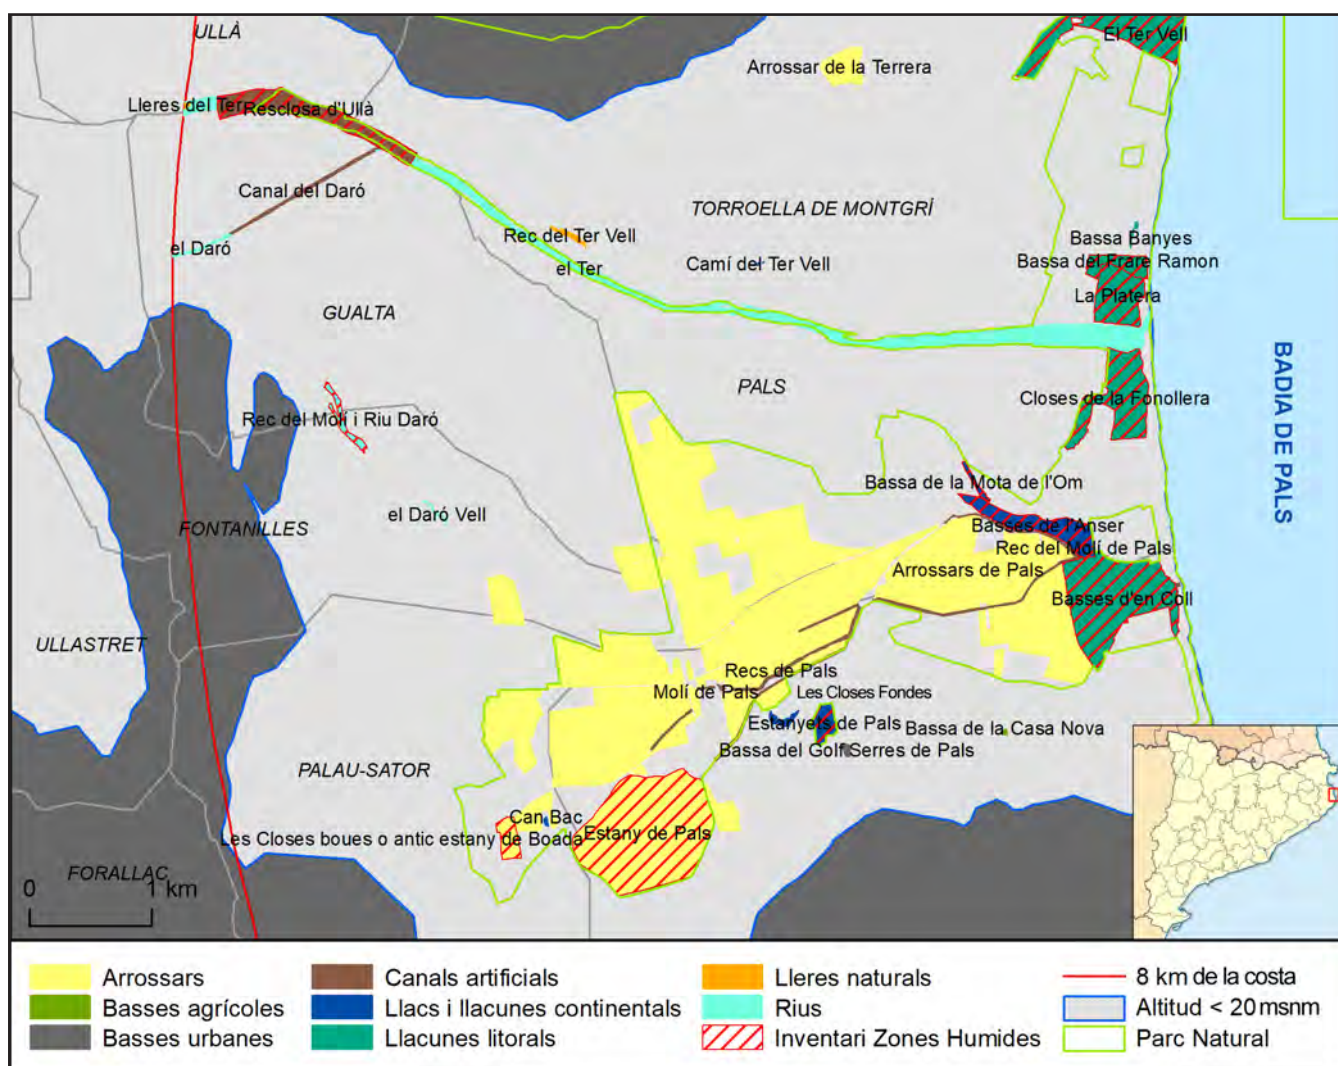 ULLÀ
El Ter Vell
Arrossar de la Terrera
Lleres del Ter
Resclosa d'Ullà
Canal del Daró
TORROELLA DE MONTGRÍ
Rec del Ter Vell
Bassa Banyes
el Daró
el Ter
Camí del Ter Vell
Bassa del Frare Ramon
La Platera
GUALTA
BADIA DE PALS
PALS
Closes de la Fonollera
Rec del Molí i Riu Daró
Bassa de la Mota de l'Om
el Daró Vell
FONTANILLES
Basses de l'Anser
Rec del Molí de Pals
Arrossars de Pals
Basses d'en Coll
ULLASTRET
Recs de Pals
Molí de Pals
Les Closes Fondes
Estanyets de Pals
Bassa de la Casa Nova
Bassa del Golf Serres de Pals
PALAU-SATOR
Can Bac
Les Closes boues o antic estany de Boada
Estany de Pals
FORALLAC
0 1 km
Arrossars
Basses agrícoles
Basses urbanes
Canals artificials
Llacs i llacunes continentals
Llacunes litorals
Lleres naturals
Rius
Inventari Zones Humides
8 km de la costa
Altitud < 20 msnm
Parc Natural